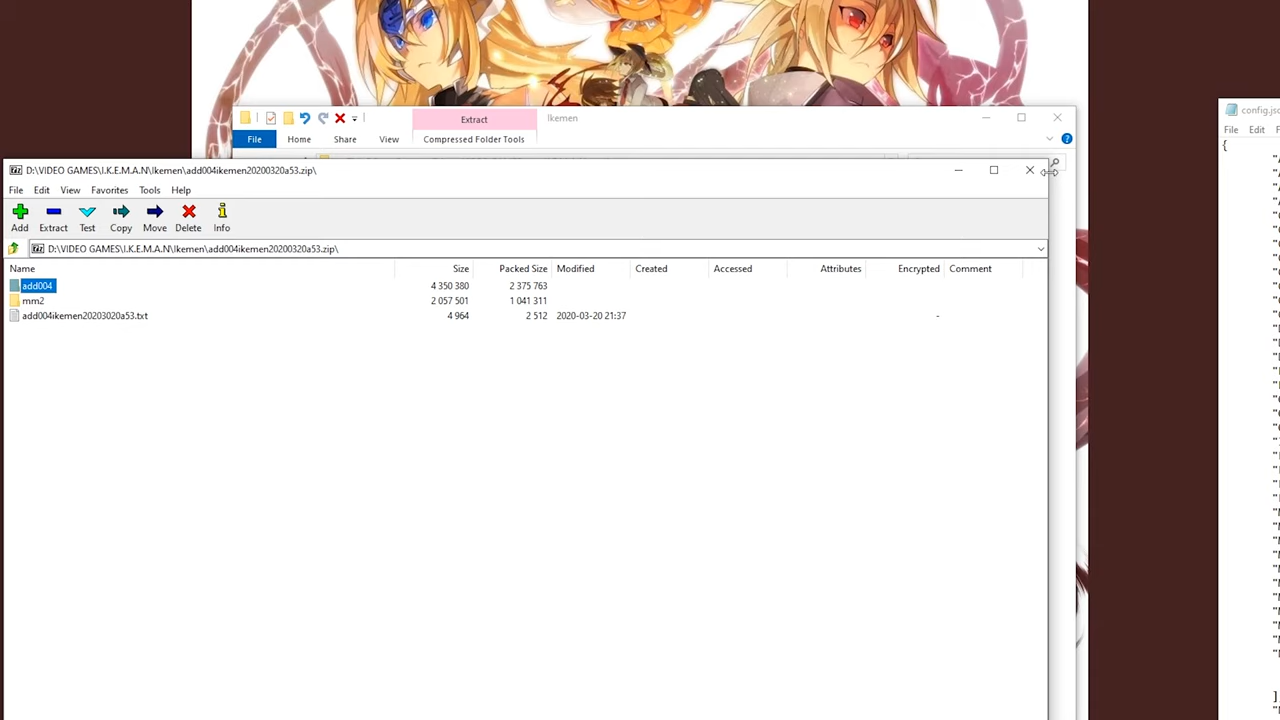 Extract
Ikemen
File
Home
Share
View
Compressed Folder Tools
D:\VIDEO GAMES\I.K.E.M.A.N\Ikemen\add004ikemen20200320a53.zip\
File Edit View Favorites Tools Help
Add Extract Test Copy Move Delete Info
D:\VIDEO GAMES\I.K.E.M.A.N\Ikemen\add004ikemen20200320a53.zip\
Name Size Packed Size Modified Created Accessed Attributes Encrypted Comment
add004 4 350 380 2 375 763
mm2 2 057 501 1 041 311
add004ikemen20203020a53.txt 4 964 2 512 2020-03-20 21:37 -
File Edit
{
]